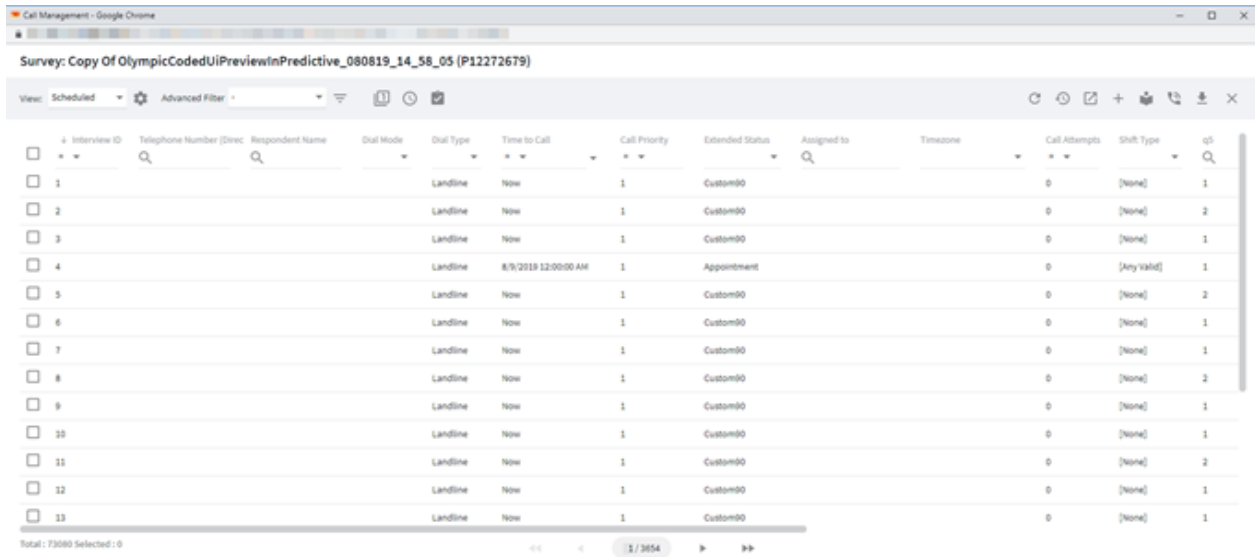 Call Management - Google Chrome
Survey: Copy Of OlympicCodedUiPreviewInPredictive_080819_14_58_05 (P12272679)
View: Scheduled Advanced Filter -
Interview ID Telephone Number (Direc Respondent Name Dial Mode Dial Type Time to Call Call Priority Extended Status Assigned to Timezone Call Attempts Shift Type q5
= = = =
1 Landline Now 1 Custom90 0 [None] 1
2 Landline Now 1 Custom90 0 [None] 2
3 Landline Now 1 Custom90 0 [None] 1
4 Landline 8/9/2019 12:00:00 AM 1 Appointment 0 [Any Valid] 1
5 Landline Now 1 Custom90 0 [None] 2
6 Landline Now 1 Custom90 0 [None] 1
7 Landline Now 1 Custom90 0 [None] 1
8 Landline Now 1 Custom90 0 [None] 2
9 Landline Now 1 Custom90 0 [None] 1
10 Landline Now 1 Custom90 0 [None] 1
11 Landline Now 1 Custom90 0 [None] 2
12 Landline Now 1 Custom90 0 [None] 1
13 Landline Now 1 Custom90 0 [None] 1
Total : 73080 Selected : 0
1 / 3654